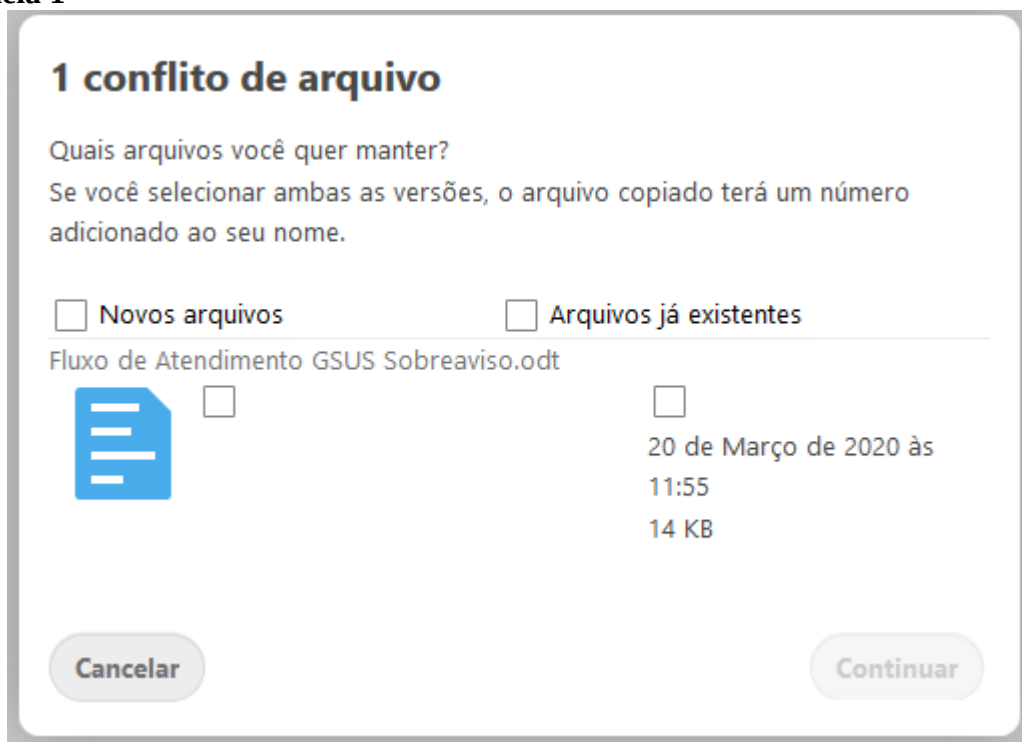 1 conflito de arquivo
Quais arquivos você quer manter?
Se você selecionar ambas as versões, o arquivo copiado terá um número
adicionado ao seu nome.
Novos arquivos
Arquivos já existentes
Fluxo de Atendimento GSUS Sobreaviso.odt
20 de Março de 2020 às
11:55
14 KB
Cancelar
Continuar